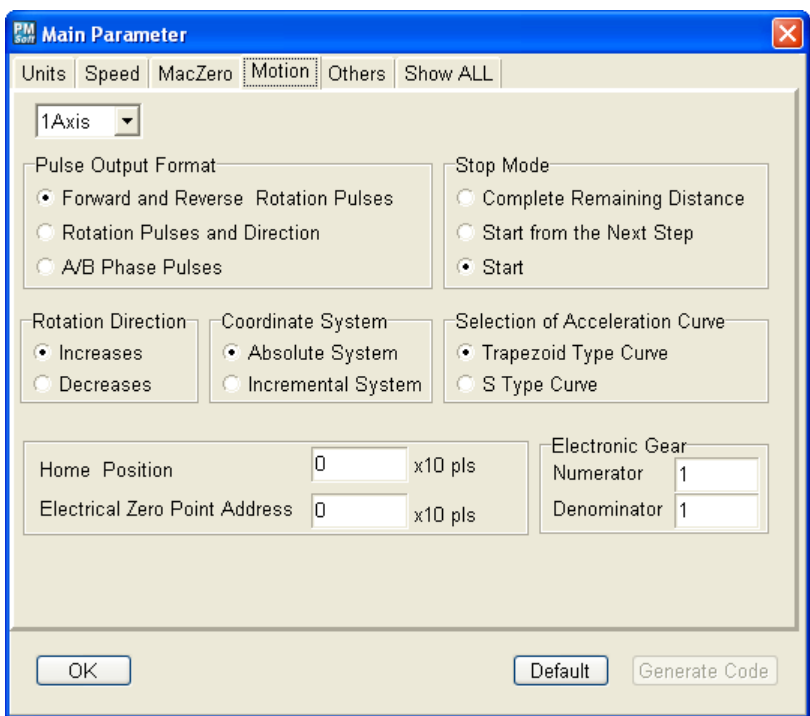 PM Soft Main Parameter
Units Speed MacZero Motion Others Show ALL
1Axis
Pulse Output Format
Forward and Reverse Rotation Pulses
Rotation Pulses and Direction
A/B Phase Pulses
Stop Mode
Complete Remaining Distance
Start from the Next Step
Start
Rotation Direction
Increases
Decreases
Coordinate System
Absolute System
Incremental System
Selection of Acceleration Curve
Trapezoid Type Curve
S Type Curve
Home Position 0 x10 pls
Electrical Zero Point Address 0 x10 pls
Electronic Gear
Numerator 1
Denominator 1
OK Default Generate Code